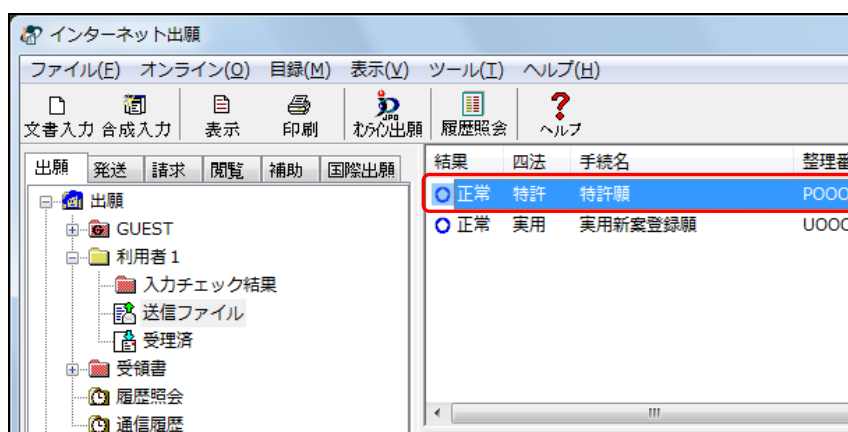 インターネット出願
ファイル(F) オンライン(O) 目録(M) 表示(V) ツール(T) ヘルプ(H)
文書入力 合成入力 表示 印刷 オンライン出願 履歴照会 ヘルプ
出願 発送 請求 閲覧 補助 国際出願
結果 四法 手続名 整理番
出願
正常 特許 特許願 POOO
GUEST
正常 実用 実用新案登録願 UOOO
利用者1
入力チェック結果
送信ファイル
受理済
受領書
履歴照会
通信履歴